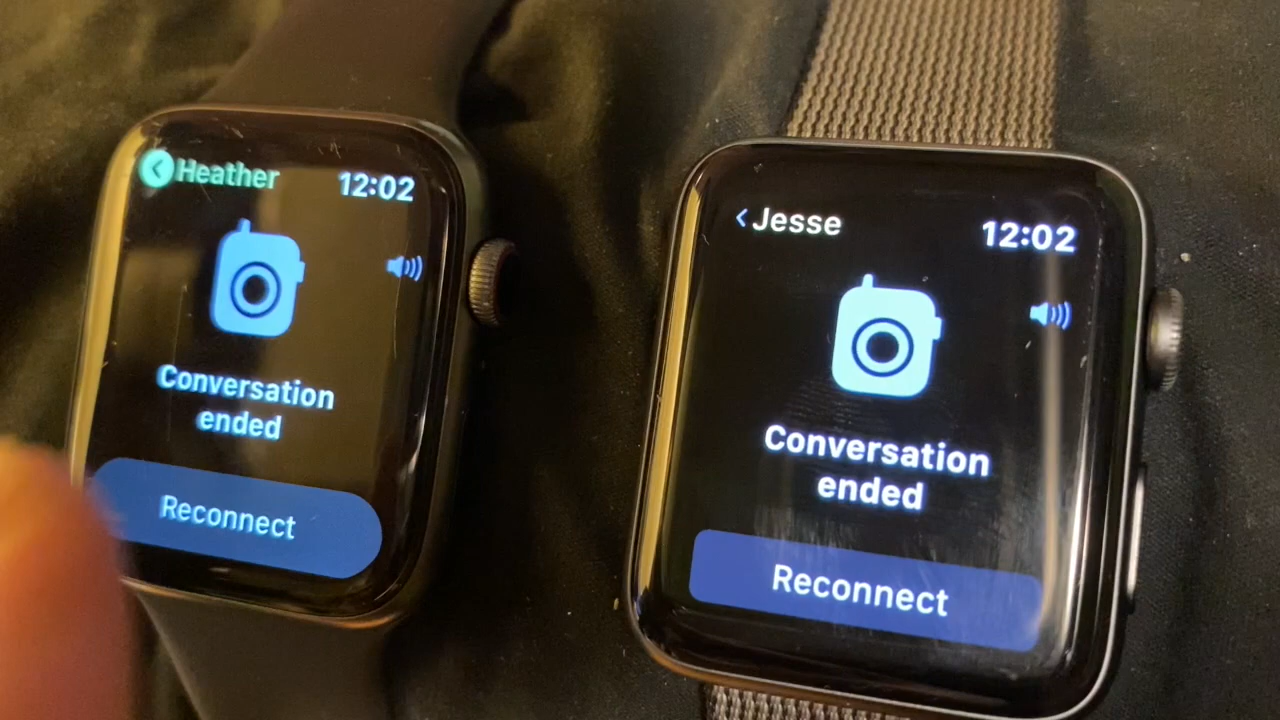 Heather
12:02
Conversation
ended
Reconnect
Jesse
12:02
Conversation
ended
Reconnect